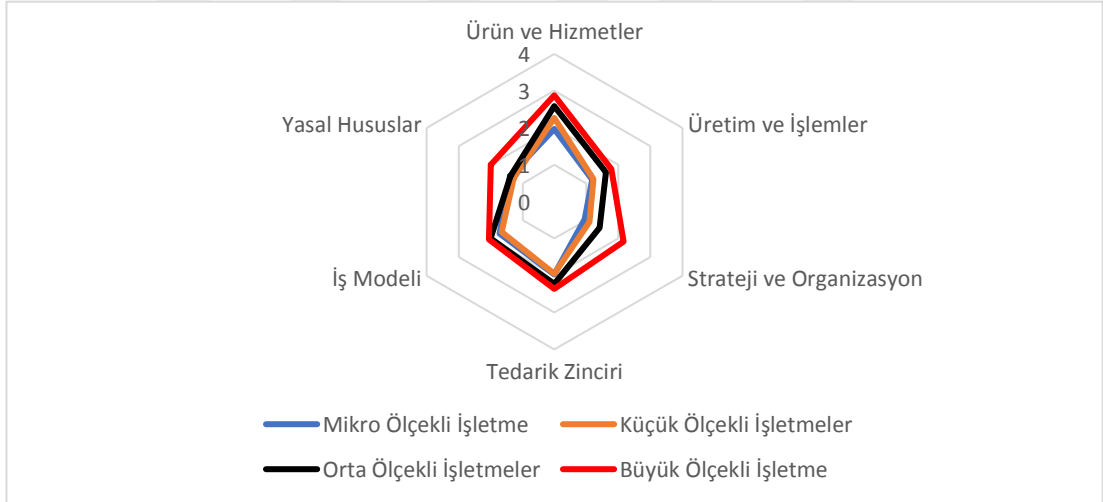 Ürün ve Hizmetler
4
3
2
1
0
Yasal Hususlar
Üretim ve İşlemler
İş Modeli
Strateji ve Organizasyon
Tedarik Zinciri
Mikro Ölçekli İşletme
Küçük Ölçekli İşletmeler
Orta Ölçekli İşletmeler
Büyük Ölçekli İşletme